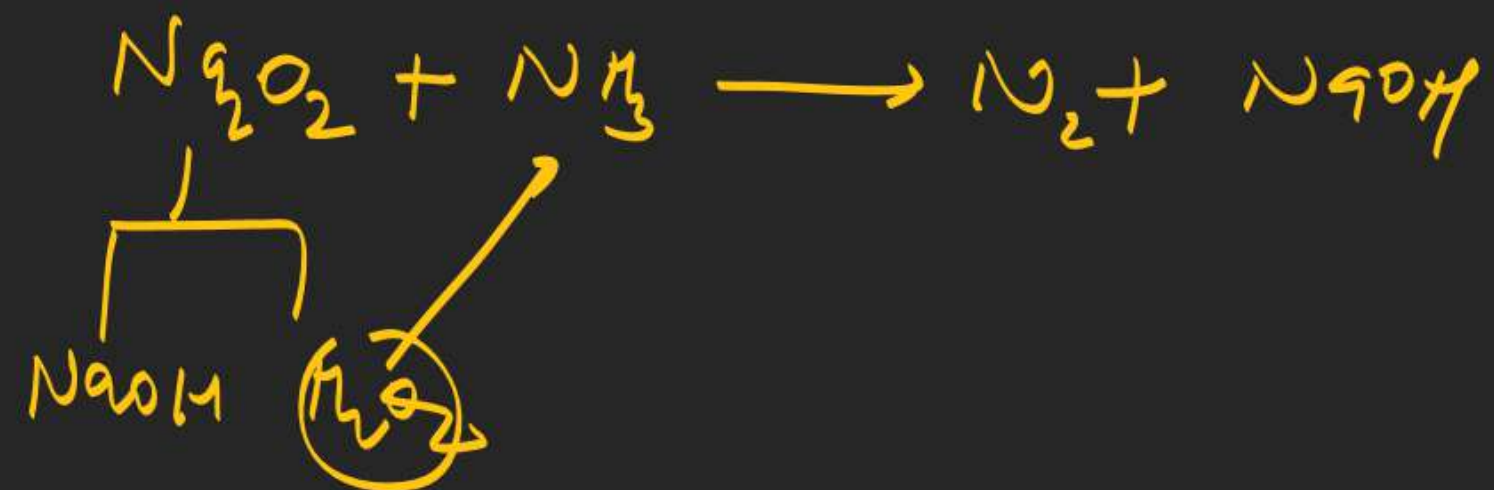 Na₂O₂ + NH₃ ⟶ N₂ + NaOH
NaOH H₂O₂